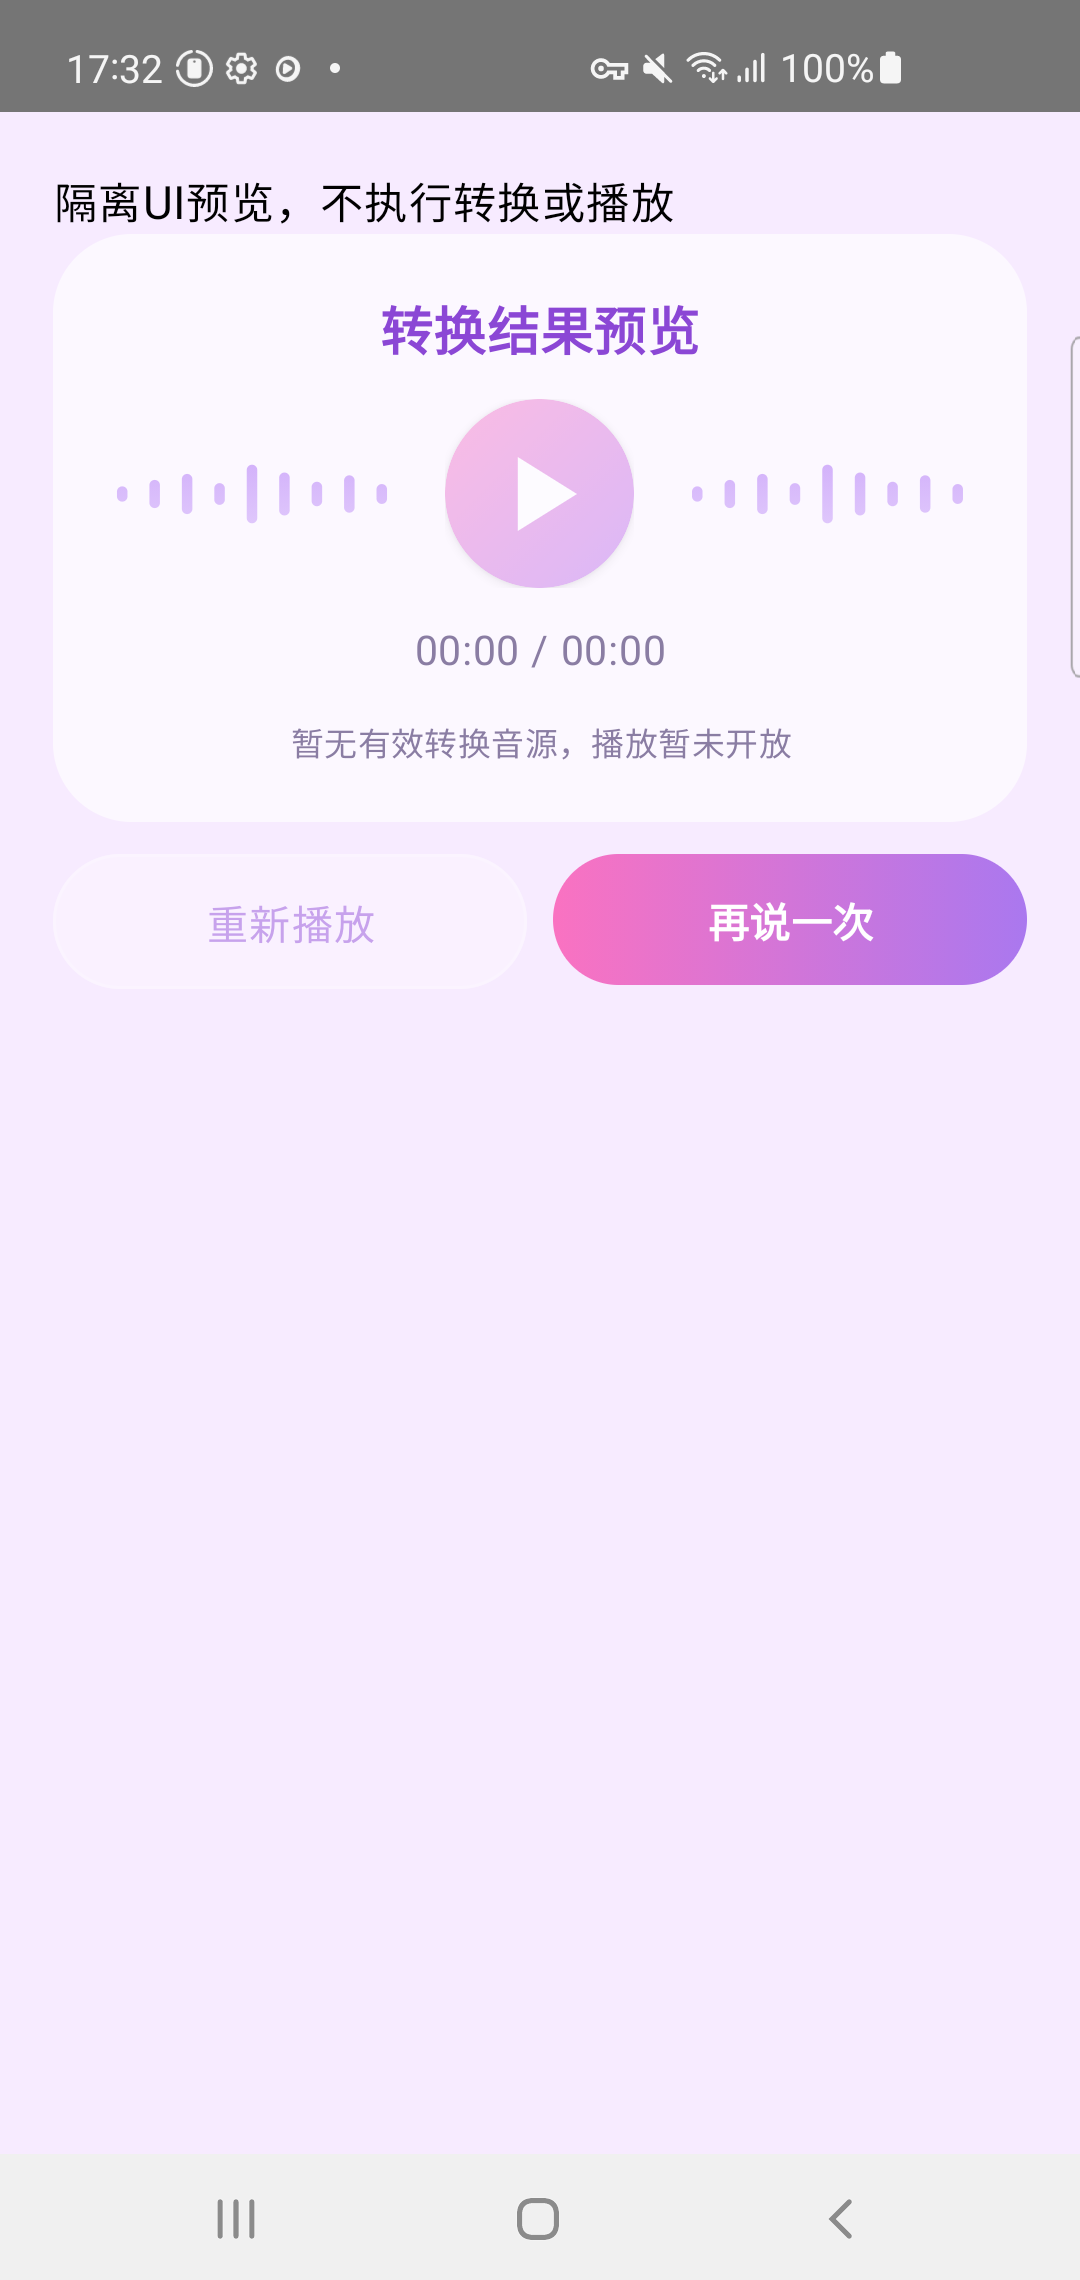 17:32
100%
隔离UI预览，不执行转换或播放
转换结果预览
00:00 / 00:00
暂无有效转换音源，播放暂未开放
重新播放
再说一次